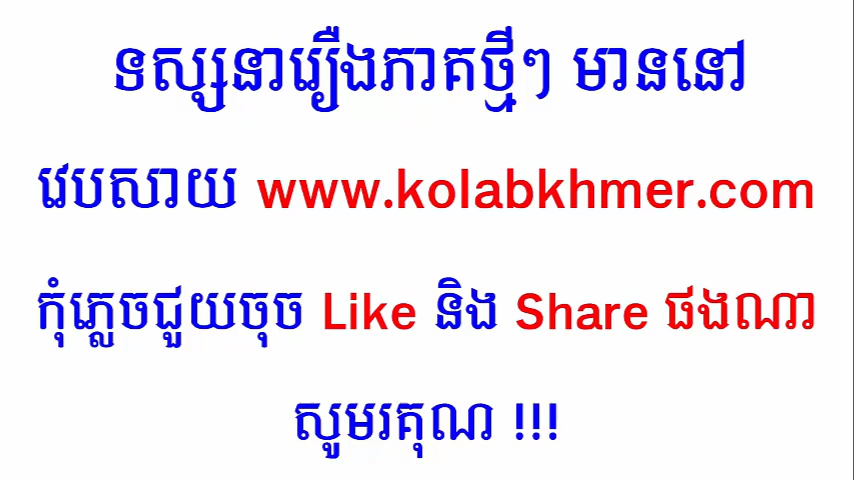 ទស្សនារឿងភាគថ្មីៗ មាននៅ
វេបសាយ www.kolabkhmer.com
កុំភ្លេចជួយចុច Like និង Share ផងណា
សូមរគុណ !!!